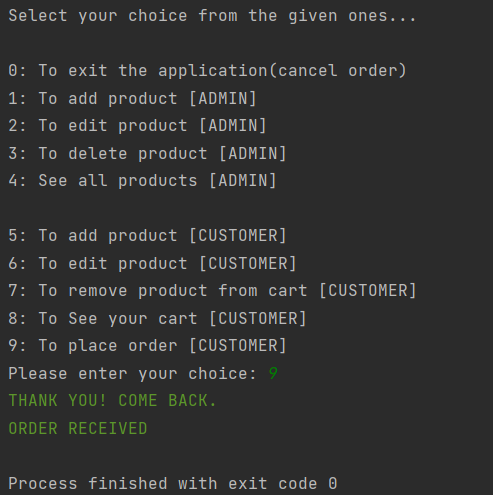 Select your choice from the given ones...
0: To exit the application(cancel order)
1: To add product [ADMIN]
2: To edit product [ADMIN]
3: To delete product [ADMIN]
4: See all products [ADMIN]
5: To add product [CUSTOMER]
6: To edit product [CUSTOMER]
7: To remove product from cart [CUSTOMER]
8: To See your cart [CUSTOMER]
9: To place order [CUSTOMER]
Please enter your choice: 9
THANK YOU! COME BACK.
ORDER RECEIVED
Process finished with exit code 0